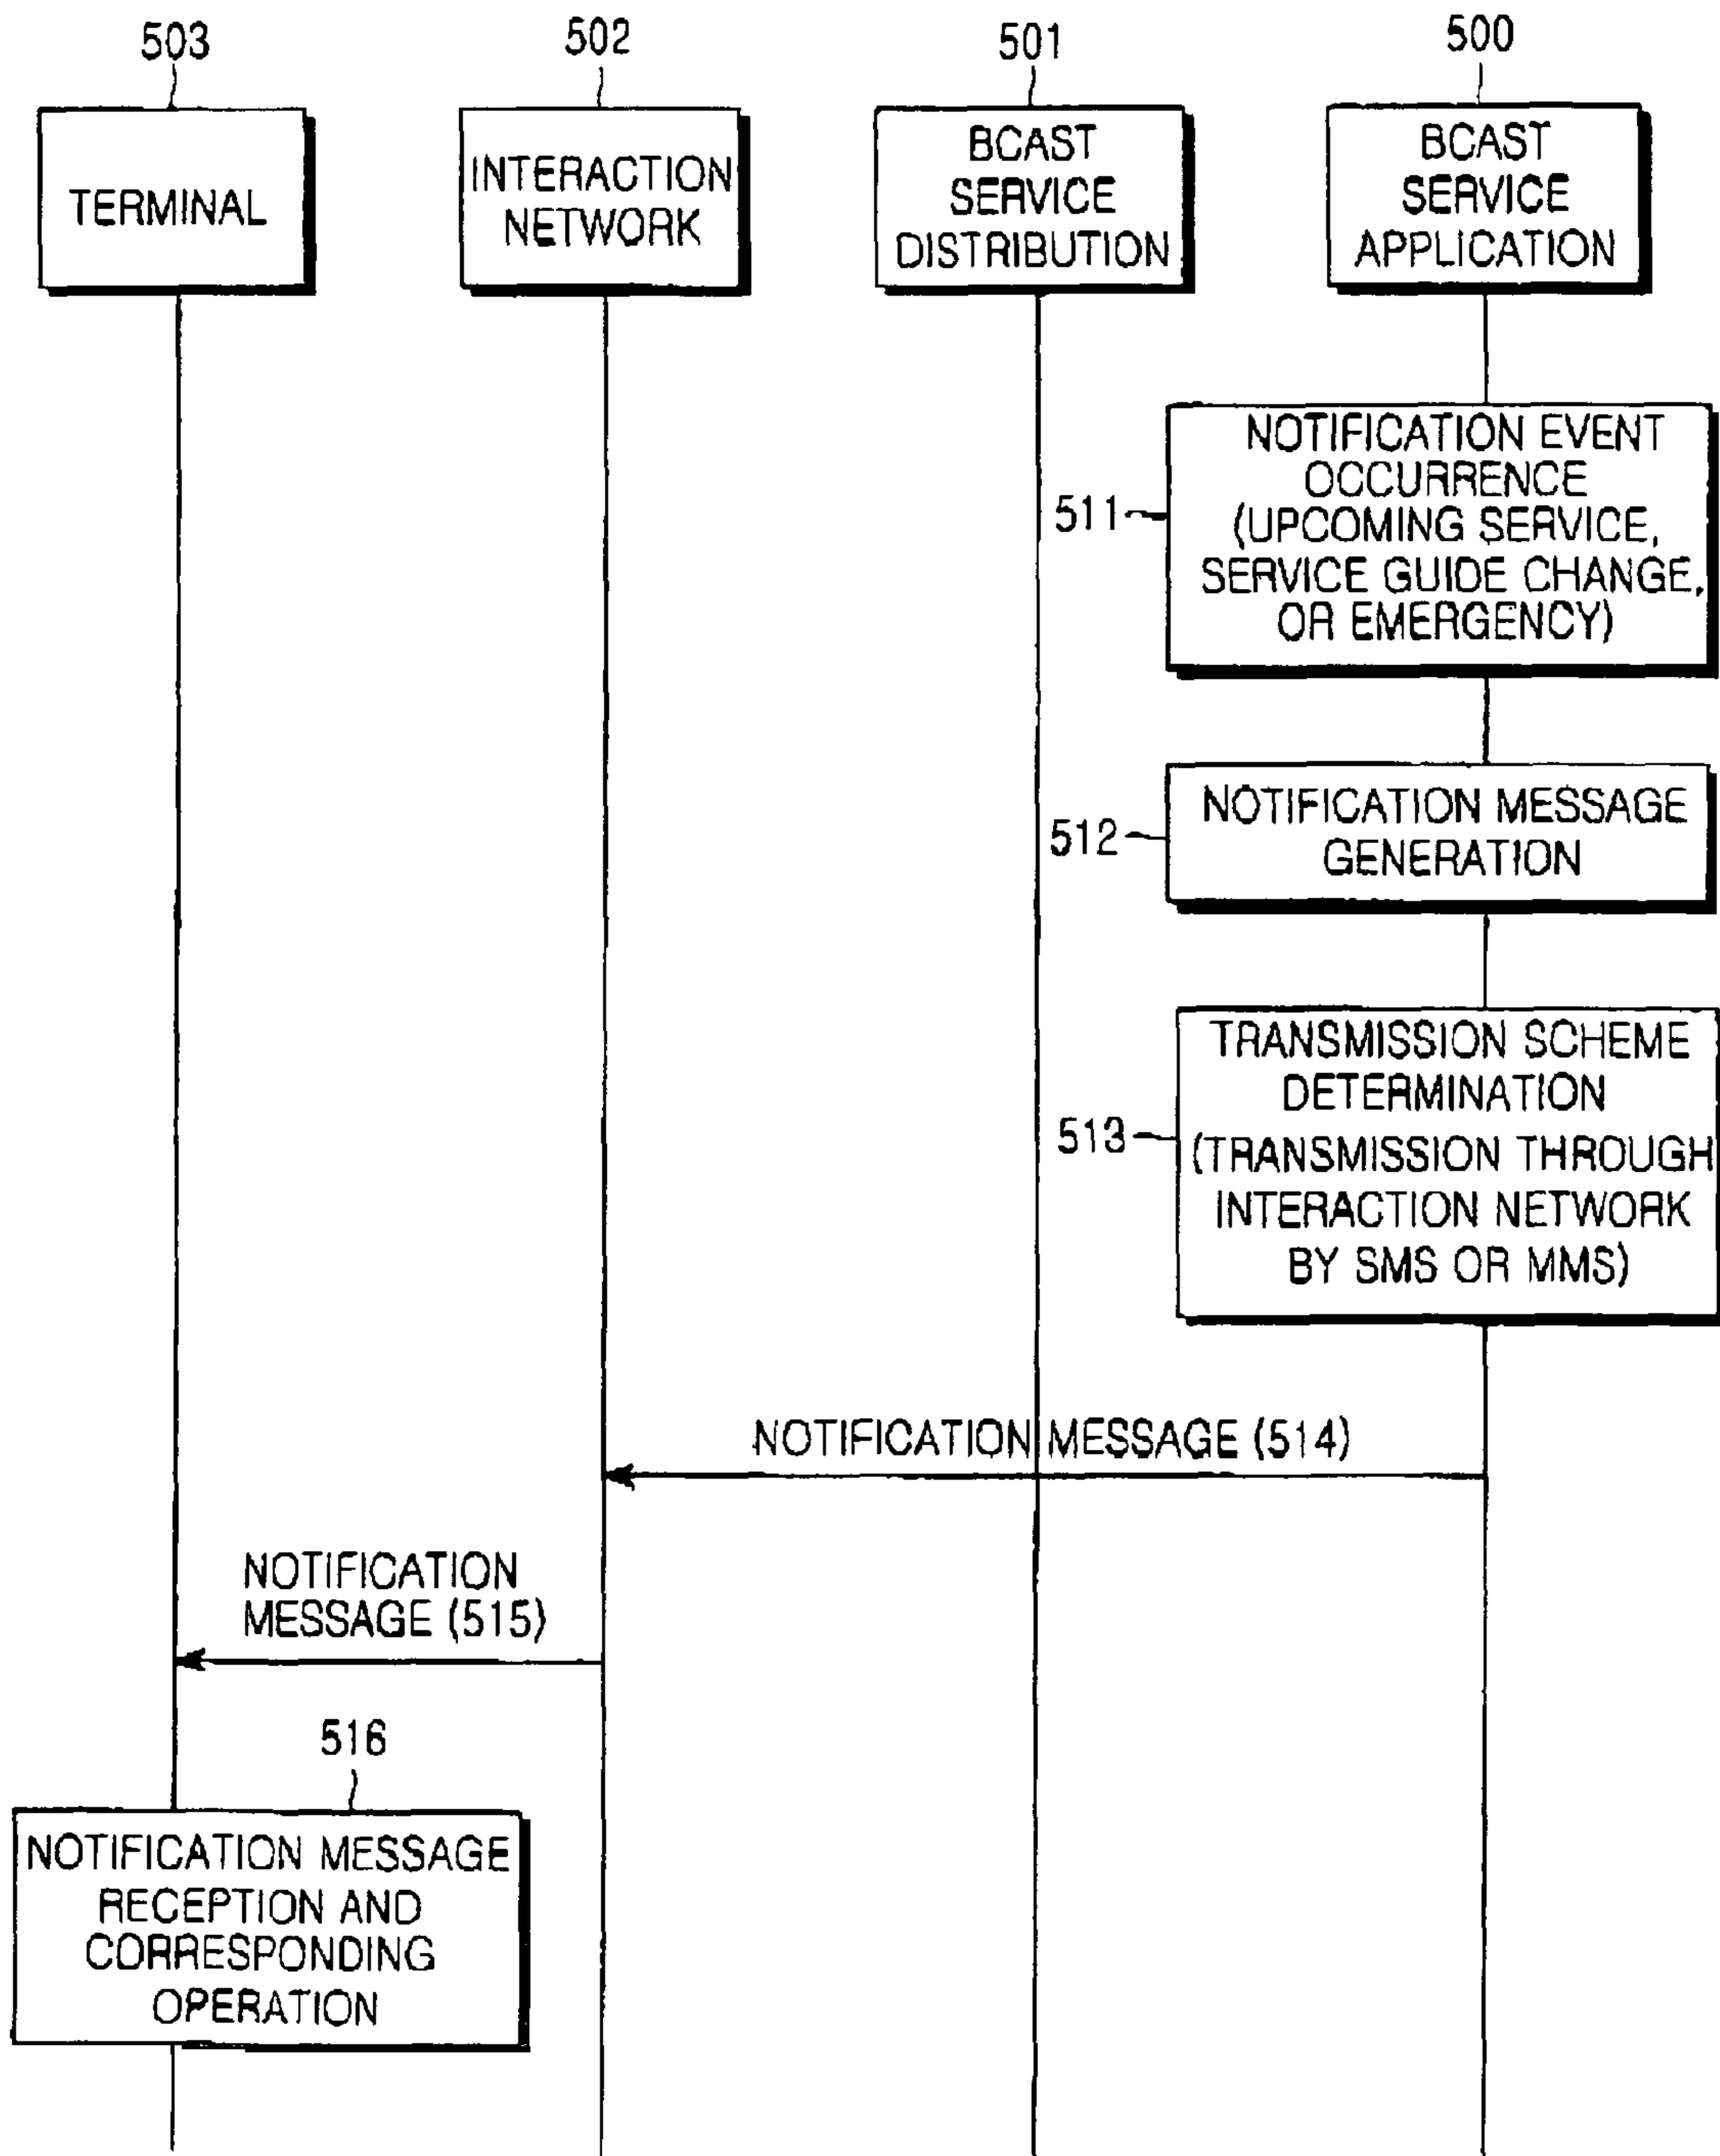 503
502
501
500
TERMINAL
INTERACTION
NETWORK
BCAST
SERVICE
DISTRIBUTION
BCAST
SERVICE
APPLICATION
511
NOTIFICATION EVENT
OCCURRENCE
(UPCOMING SERVICE,
SERVICE GUIDE CHANGE,
OR EMERGENCY)
512
NOTIFICATION MESSAGE
GENERATION
513
TRANSMISSION SCHEME
DETERMINATION
(TRANSMISSION THROUGH
INTERACTION NETWORK
BY SMS OR MMS)
NOTIFICATION MESSAGE (514)
NOTIFICATION
MESSAGE (515)
516
NOTIFICATION MESSAGE
RECEPTION AND
CORRESPONDING
OPERATION